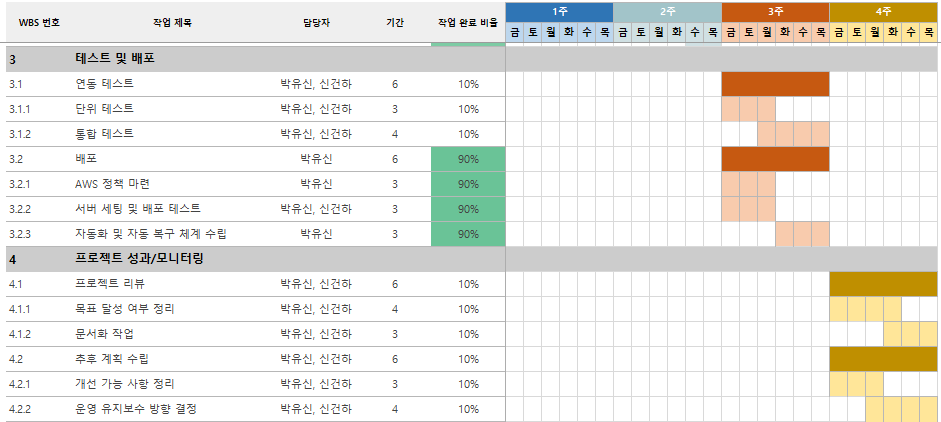 WBS 번호 작업 제목 담당자 기간 작업 완료 비율 1주 2주 3주 4주
금 토 월 화 수 목 금 토 월 화 수 목 금 토 월 화 수 목 금 토 월 화 수 목
3 테스트 및 배포
3.1 연동 테스트 박유신, 신건하 6 10%
3.1.1 단위 테스트 박유신, 신건하 3 10%
3.1.2 통합 테스트 박유신, 신건하 4 10%
3.2 배포 박유신 6 90%
3.2.1 AWS 정책 마련 박유신 3 90%
3.2.2 서버 세팅 및 배포 테스트 박유신, 신건하 3 90%
3.2.3 자동화 및 자동 복구 체계 수립 박유신 3 90%
4 프로젝트 성과/모니터링
4.1 프로젝트 리뷰 박유신, 신건하 6 10%
4.1.1 목표 달성 여부 정리 박유신, 신건하 4 10%
4.1.2 문서화 작업 박유신, 신건하 3 10%
4.2 추후 계획 수립 박유신, 신건하 6 10%
4.2.1 개선 가능 사항 정리 박유신, 신건하 3 10%
4.2.2 운영 유지보수 방향 결정 박유신, 신건하 4 10%